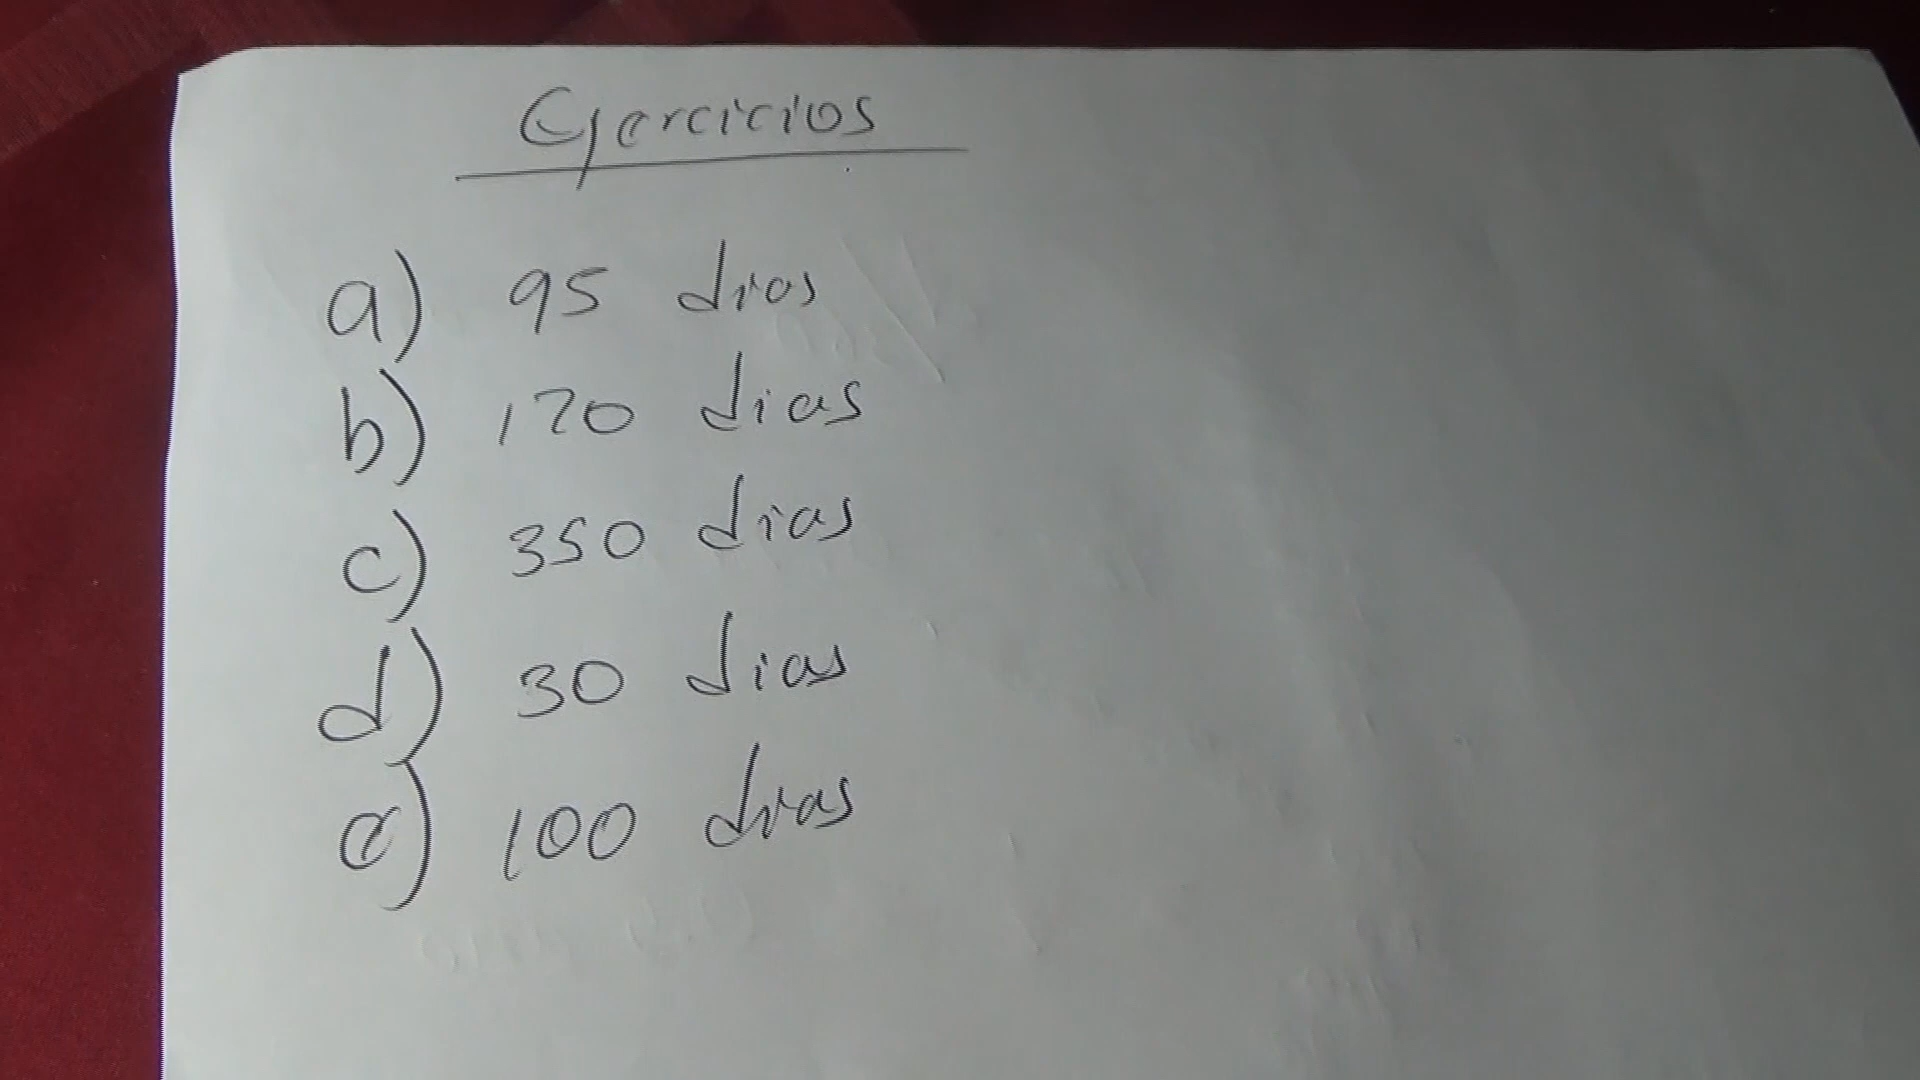 Ejercicios
a) 95 dias
b) 120 dias
c) 350 dias
d) 30 dias
e) 100 dias